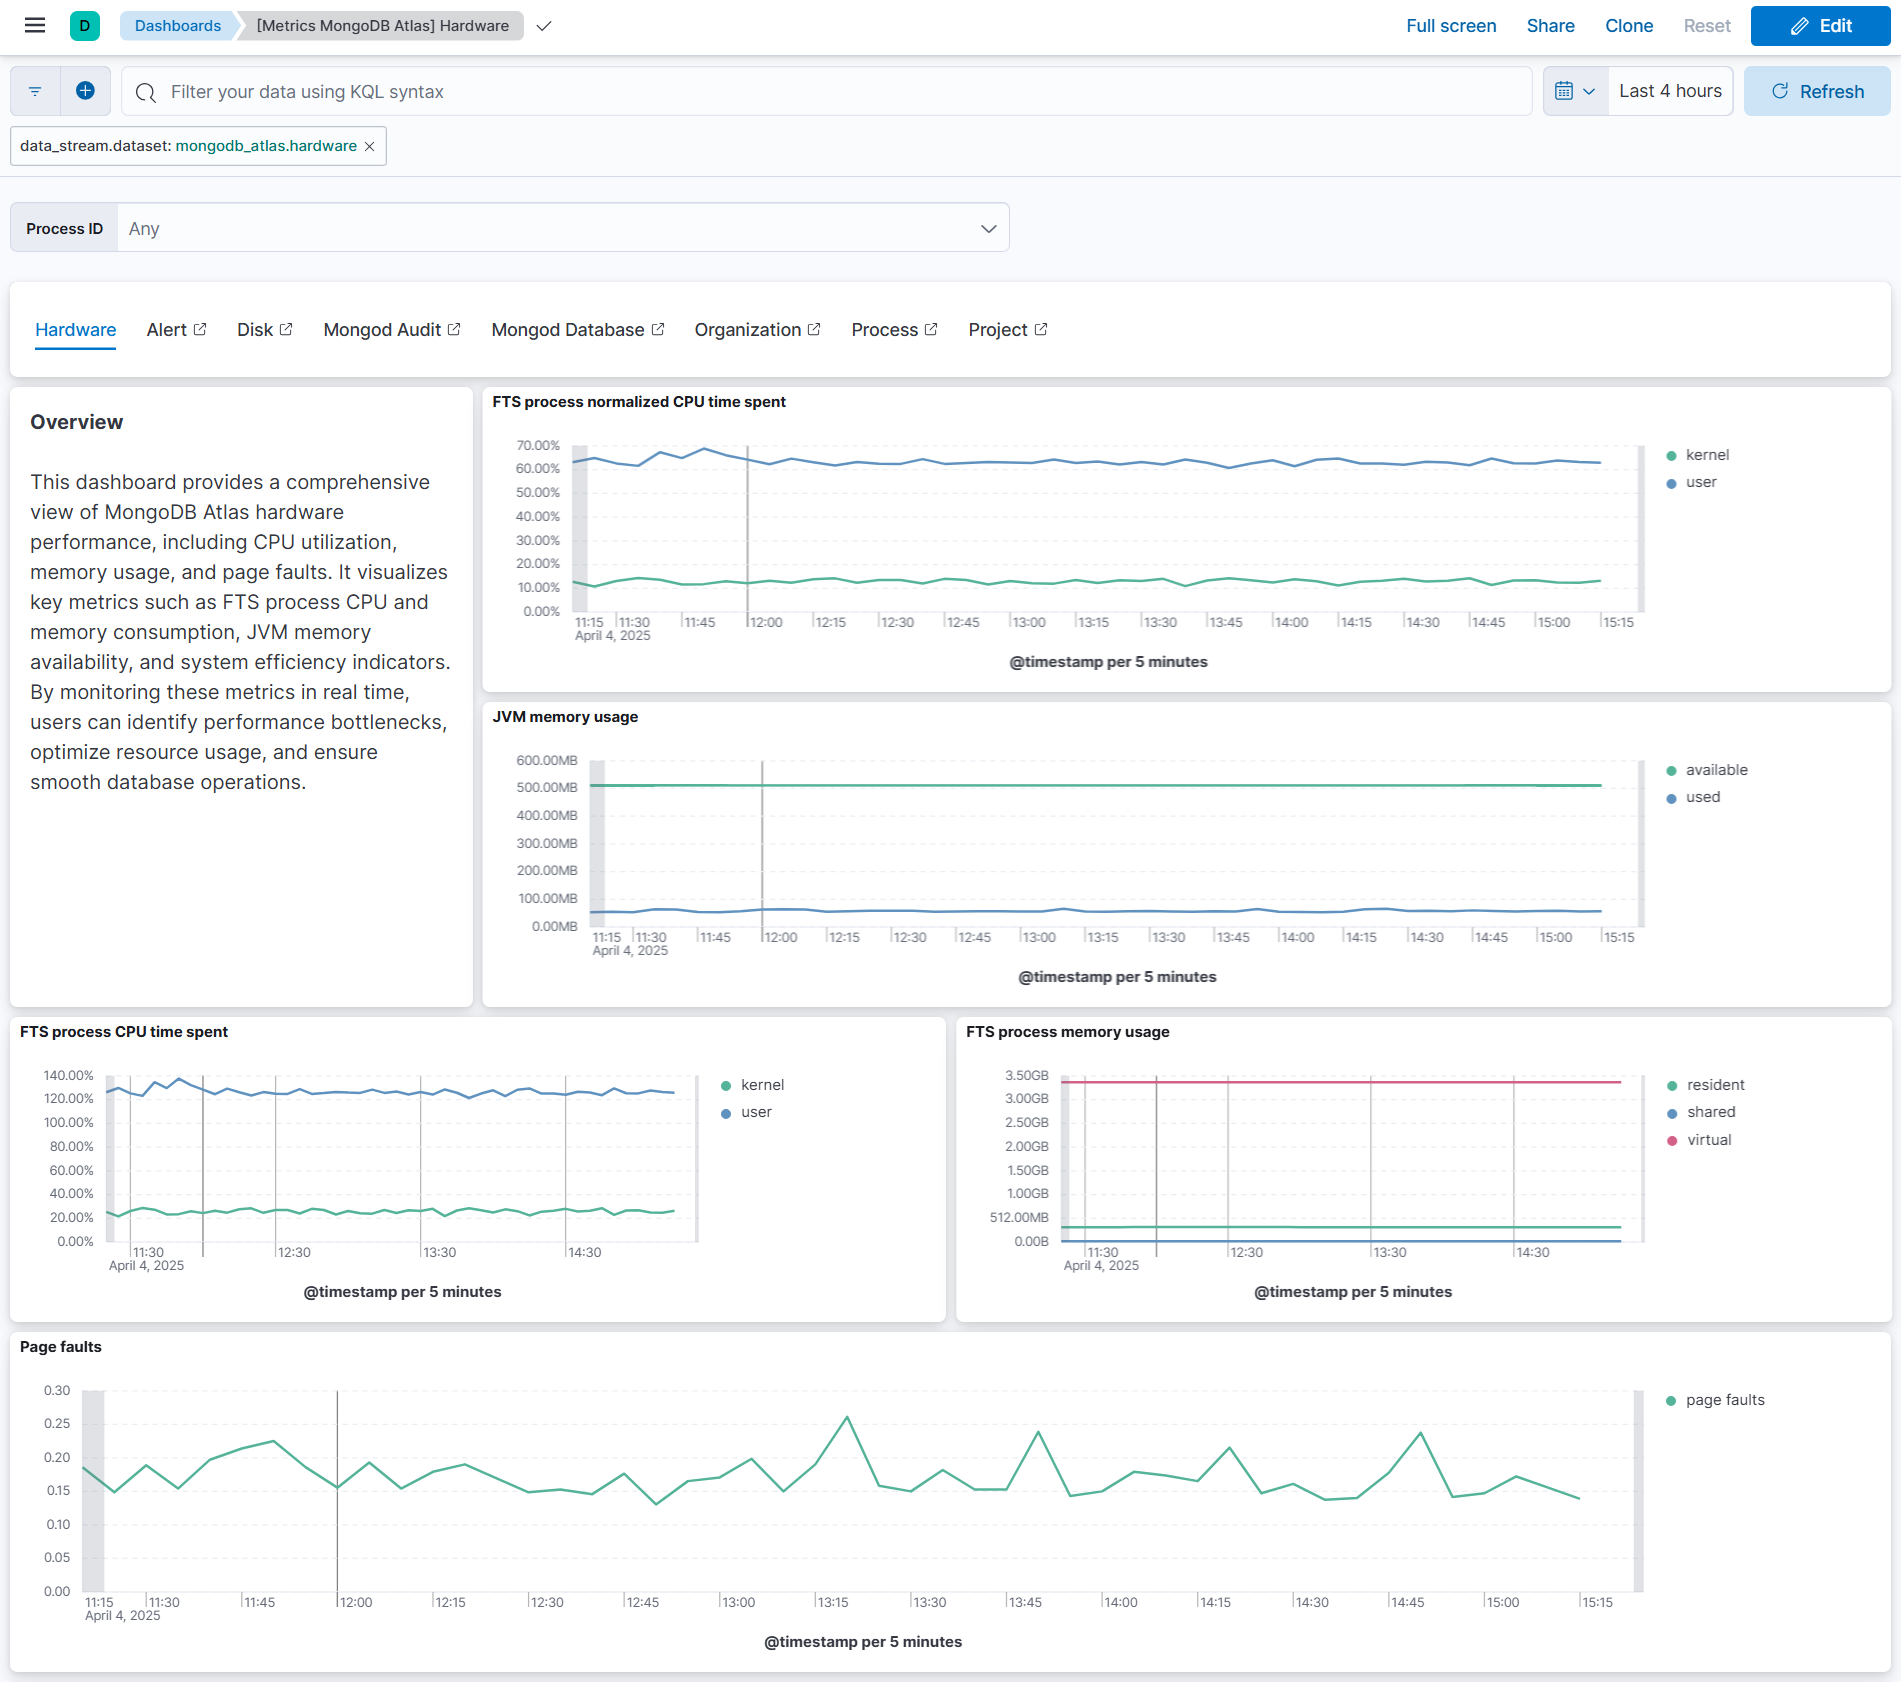 D Dashboards [Metrics MongoDB Atlas] Hardware Full screen Share Clone Reset Edit
Filter your data using KQL syntax Last 4 hours Refresh
data_stream.dataset: mongodb_atlas.hardware
Process ID Any
Hardware Alert Disk Mongod Audit Mongod Database Organization Process Project
Overview
This dashboard provides a comprehensive
view of MongoDB Atlas hardware
performance, including CPU utilization,
memory usage, and page faults. It visualizes
key metrics such as FTS process CPU and
memory consumption, JVM memory
availability, and system efficiency indicators.
By monitoring these metrics in real time,
users can identify performance bottlenecks,
optimize resource usage, and ensure
smooth database operations.
FTS process normalized CPU time spent
70.00%
60.00%
50.00%
40.00%
30.00%
20.00%
10.00%
0.00%
11:15 11:30 11:45 12:00 12:15 12:30 12:45 13:00 13:15 13:30 13:45 14:00 14:15 14:30 14:45 15:00 15:15
April 4, 2025
@timestamp per 5 minutes
kernel
user
JVM memory usage
600.00MB
500.00MB
400.00MB
300.00MB
200.00MB
100.00MB
0.00MB
11:15 11:30 11:45 12:00 12:15 12:30 12:45 13:00 13:15 13:30 13:45 14:00 14:15 14:30 14:45 15:00 15:15
April 4, 2025
@timestamp per 5 minutes
available
used
FTS process CPU time spent
140.00%
120.00%
100.00%
80.00%
60.00%
40.00%
20.00%
0.00%
11:30 12:30 13:30 14:30
April 4, 2025
@timestamp per 5 minutes
kernel
user
FTS process memory usage
3.50GB
3.00GB
2.50GB
2.00GB
1.50GB
1.00GB
512.00MB
0.00B
11:30 12:30 13:30 14:30
April 4, 2025
@timestamp per 5 minutes
resident
shared
virtual
Page faults
0.30
0.25
0.20
0.15
0.10
0.05
0.00
11:15 11:30 11:45 12:00 12:15 12:30 12:45 13:00 13:15 13:30 13:45 14:00 14:15 14:30 14:45 15:00 15:15
April 4, 2025
@timestamp per 5 minutes
page faults